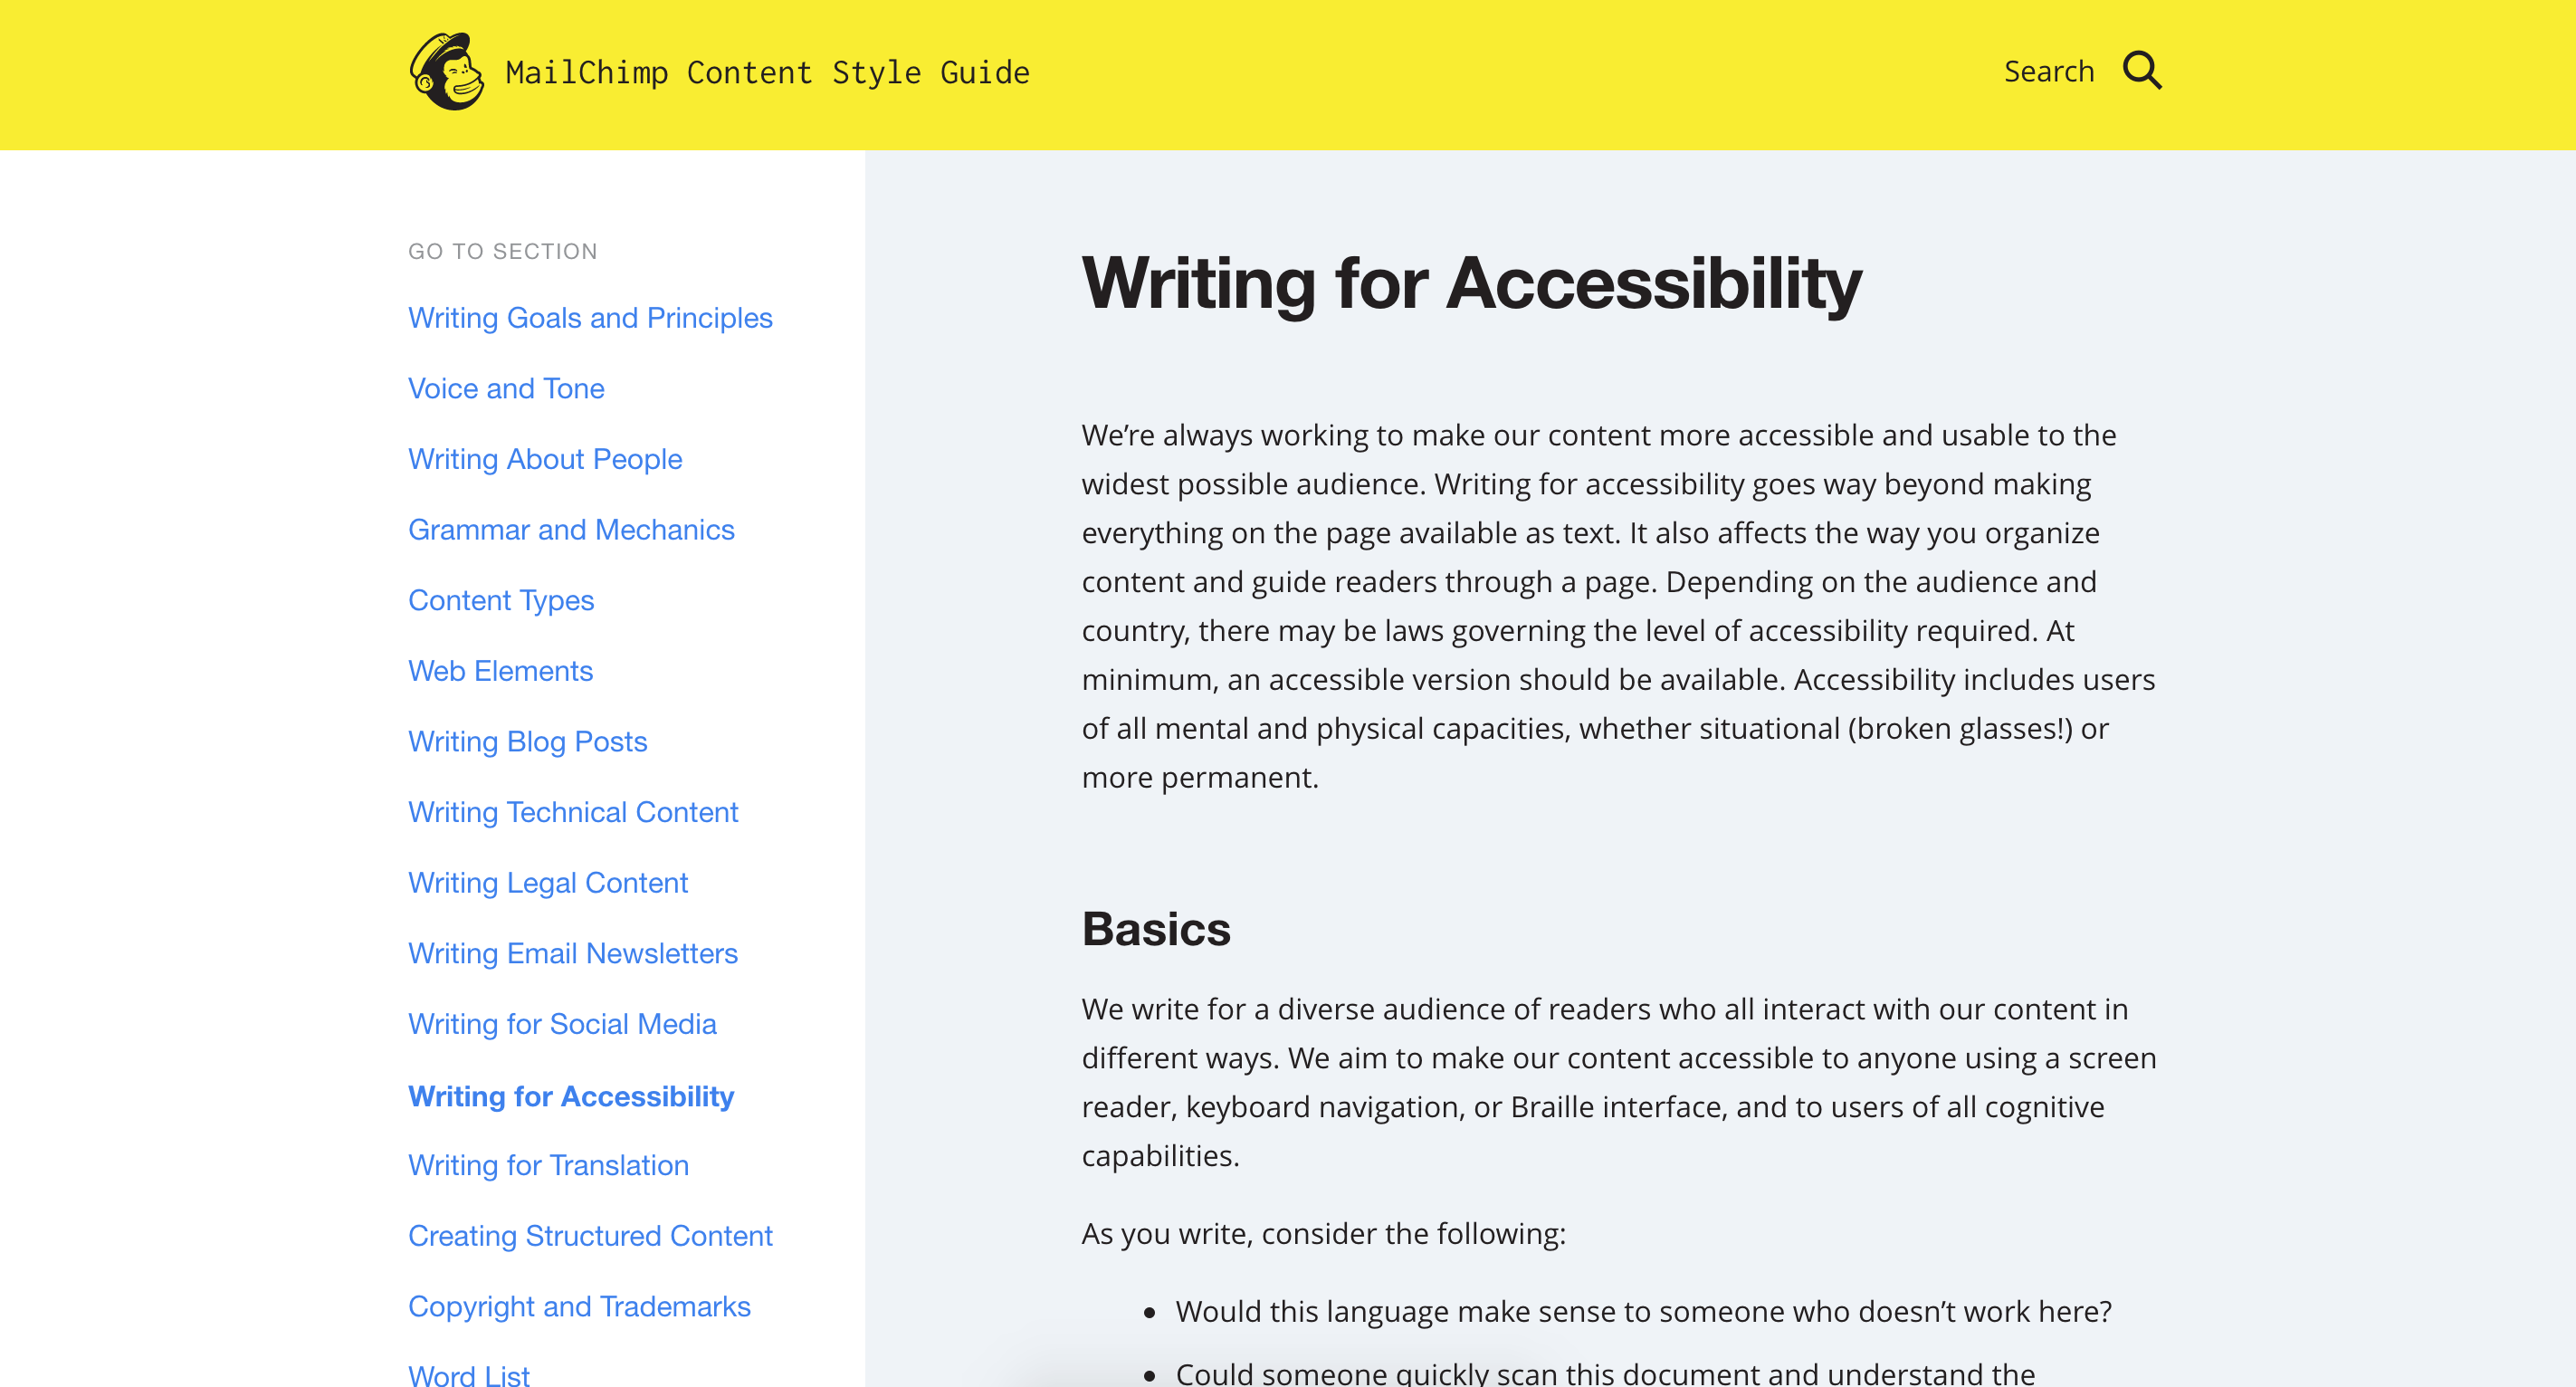 MailChimp Content Style Guide
Search
GO TO SECTION
Writing Goals and Principles
Voice and Tone
Writing About People
Grammar and Mechanics
Content Types
Web Elements
Writing Blog Posts
Writing Technical Content
Writing Legal Content
Writing Email Newsletters
Writing for Social Media
Writing for Accessibility
Writing for Translation
Creating Structured Content
Copyright and Trademarks
Word List
Writing for Accessibility
We’re always working to make our content more accessible and usable to the
widest possible audience. Writing for accessibility goes way beyond making
everything on the page available as text. It also affects the way you organize
content and guide readers through a page. Depending on the audience and
country, there may be laws governing the level of accessibility required. At
minimum, an accessible version should be available. Accessibility includes users
of all mental and physical capacities, whether situational (broken glasses!) or
more permanent.
Basics
We write for a diverse audience of readers who all interact with our content in
different ways. We aim to make our content accessible to anyone using a screen
reader, keyboard navigation, or Braille interface, and to users of all cognitive
capabilities.
As you write, consider the following:
• Would this language make sense to someone who doesn’t work here?
• Could someone quickly scan this document and understand the